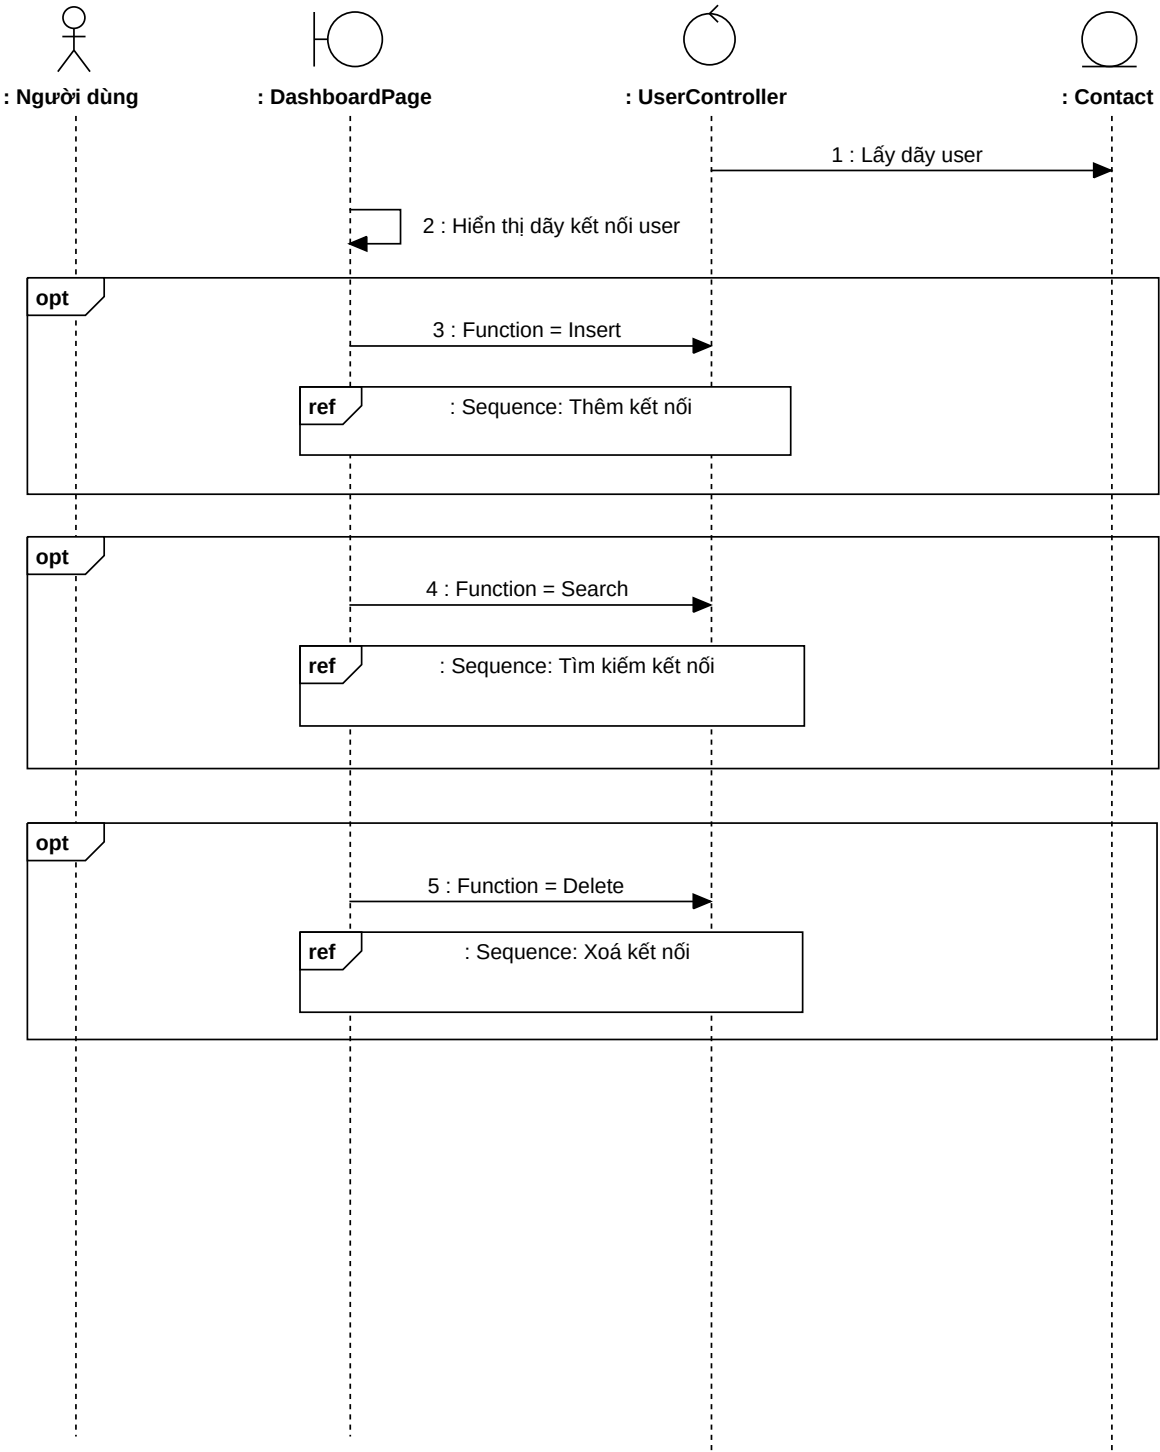 : Người dùng
: DashboardPage
: UserController
: Contact
1 : Lấy dãy user
2 : Hiển thị dãy kết nối user
opt
3 : Function = Insert
ref
: Sequence: Thêm kết nối
opt
4 : Function = Search
ref
: Sequence: Tìm kiếm kết nối
opt
5 : Function = Delete
ref
: Sequence: Xoá kết nối